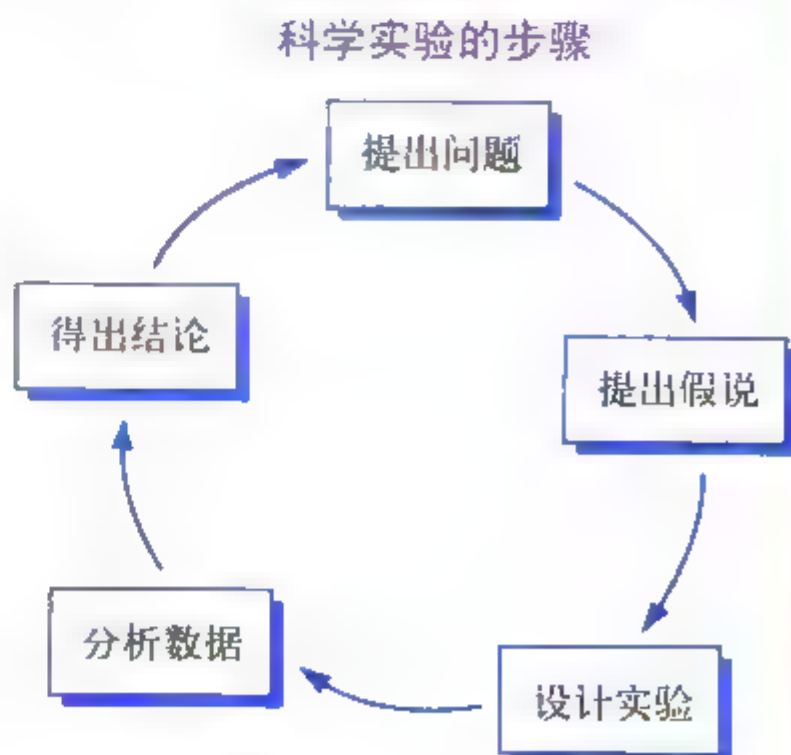 科学实验的步骤
提出问题
提出假说
设计实验
分析数据
得出结论